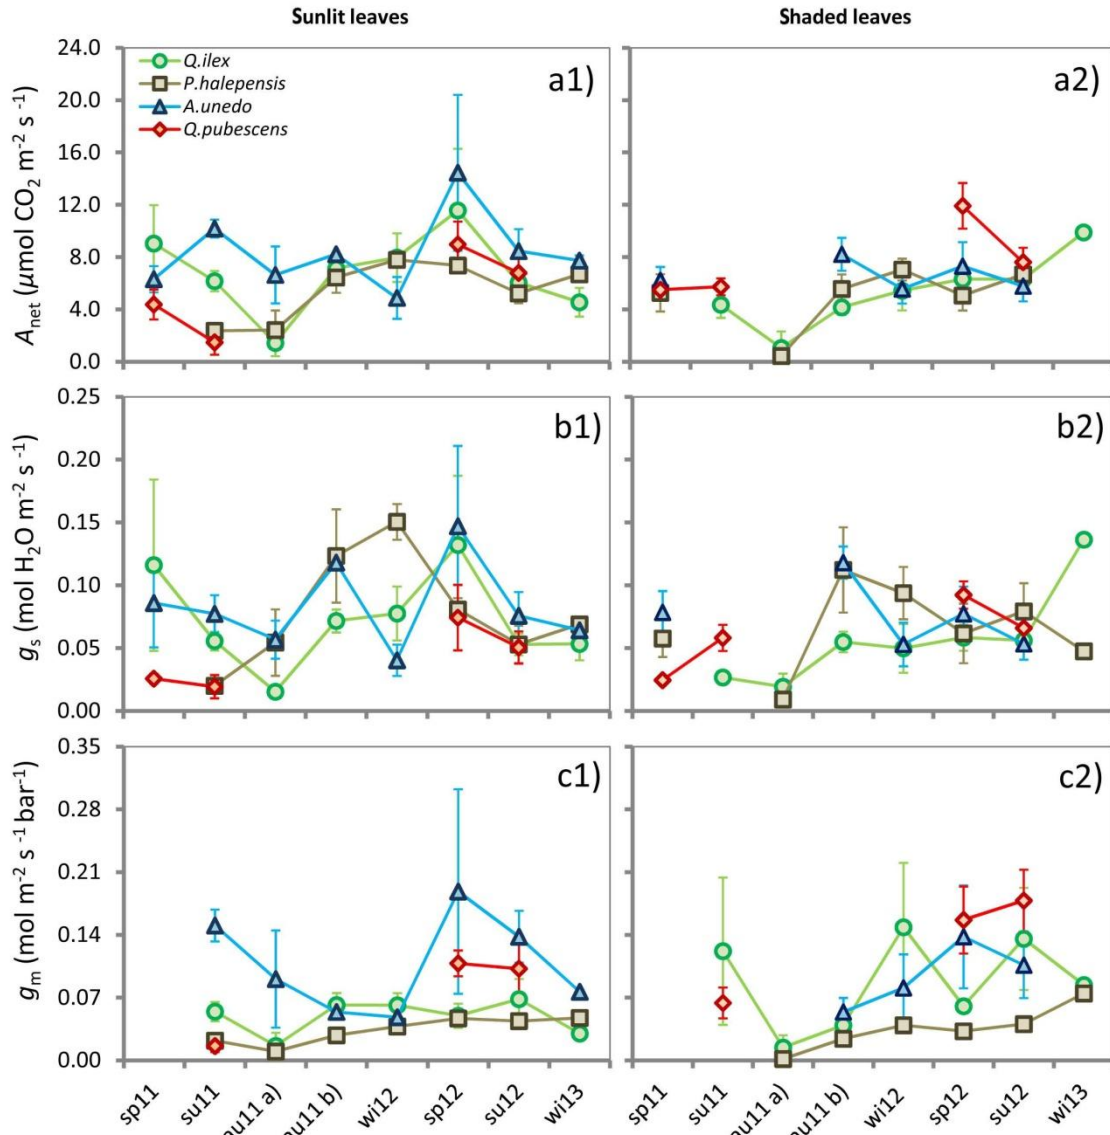 Sunlit leaves
Shaded leaves
24.0
20.0
16.0
12.0
8.0
4.0
0.0
A_net (μmol CO₂ m⁻² s⁻¹)
Q.ilex
P.halepensis
A.unedo
Q.pubescens
a1)
a2)
0.25
0.20
0.15
0.10
0.05
0.00
g_s (mol H₂O m⁻² s⁻¹)
b1)
b2)
0.35
0.28
0.21
0.14
0.07
0.00
g_m (mol m⁻² s⁻¹ bar⁻¹)
c1)
c2)
sp11
su11
au11 a)
au11 b)
wi12
sp12
su12
wi13
sp11
su11
au11 a)
au11 b)
wi12
sp12
su12
wi13